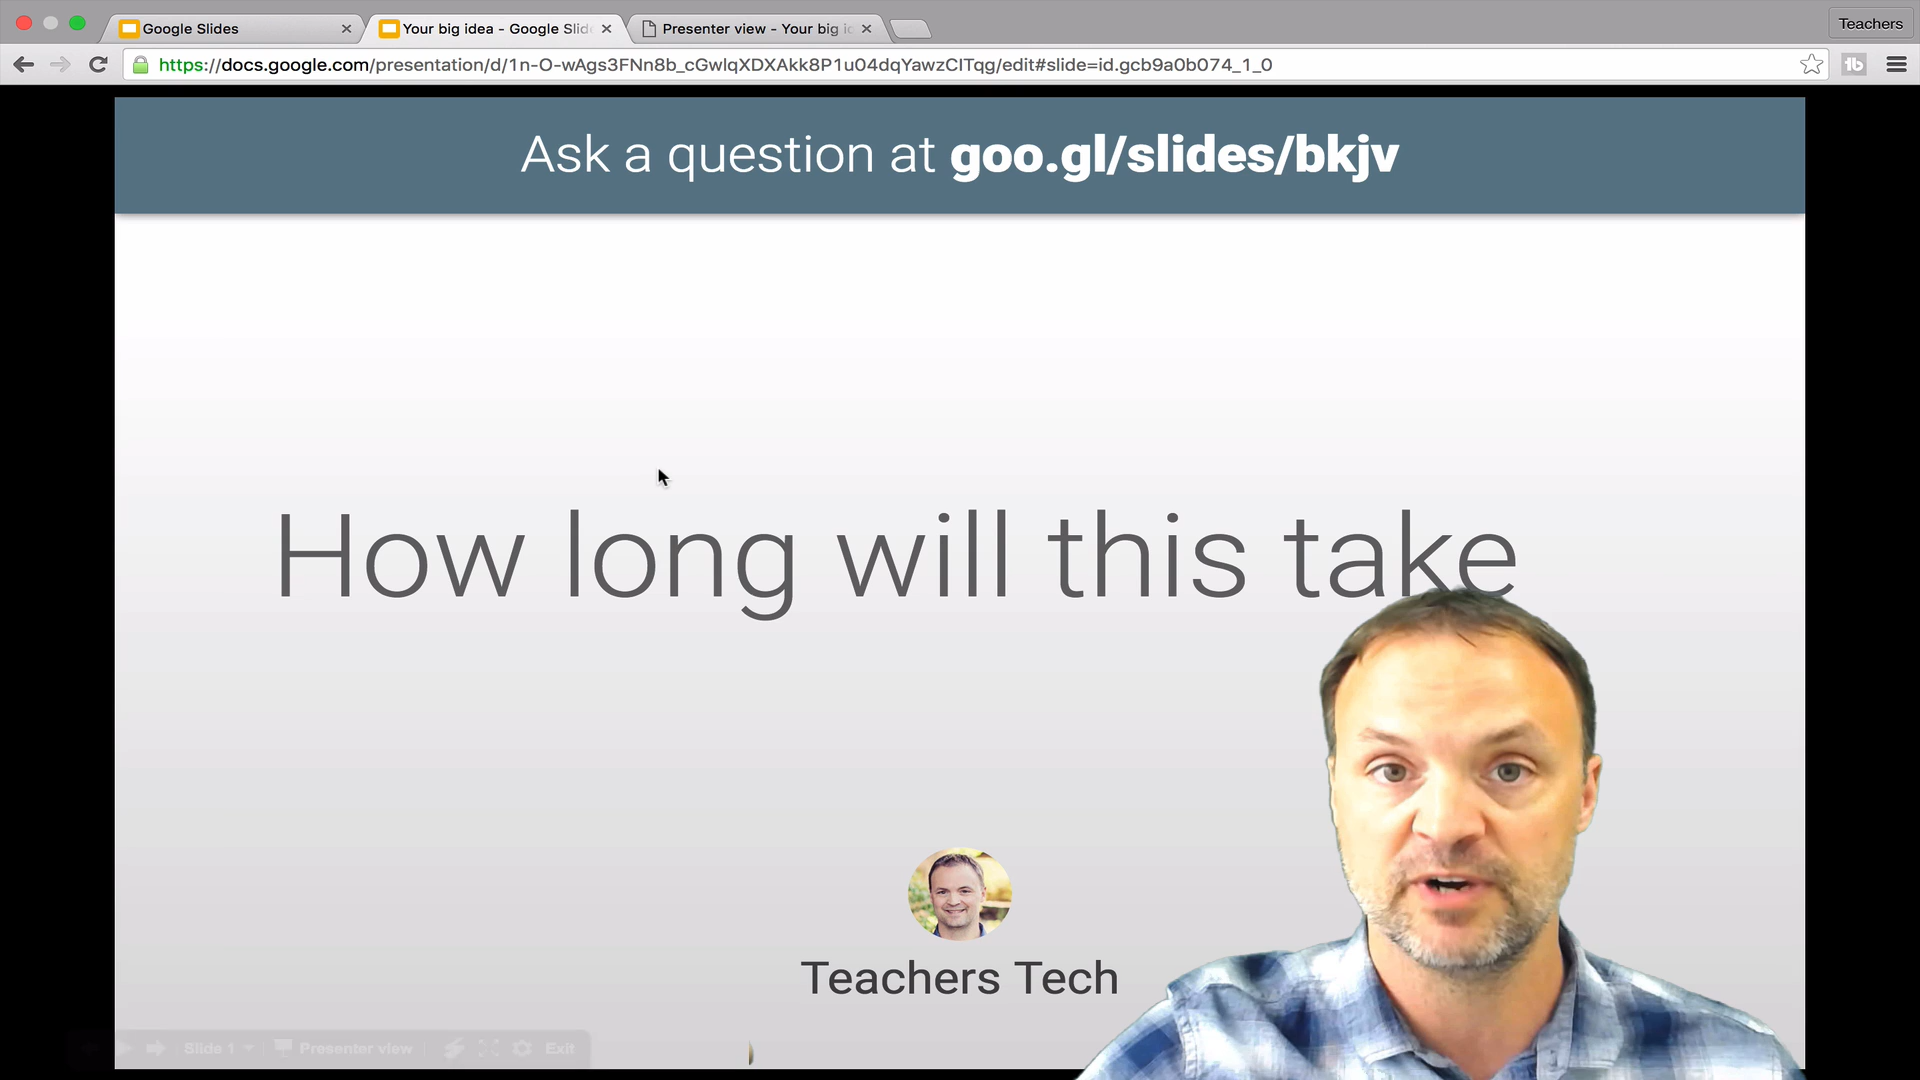 Google Slides
Your big idea - Google Slid
Presenter view - Your big i
Teachers
https://docs.google.com/presentation/d/1n-O-wAgs3FNn8b_cGwlqXDXAkk8P1u04dqYawzCITqg/edit#slide=id.gcb9a0b074_1_0
Ask a question at goo.gl/slides/bkjv
How long will this take
Teachers Tech
Slide 1 Presenter view Exit